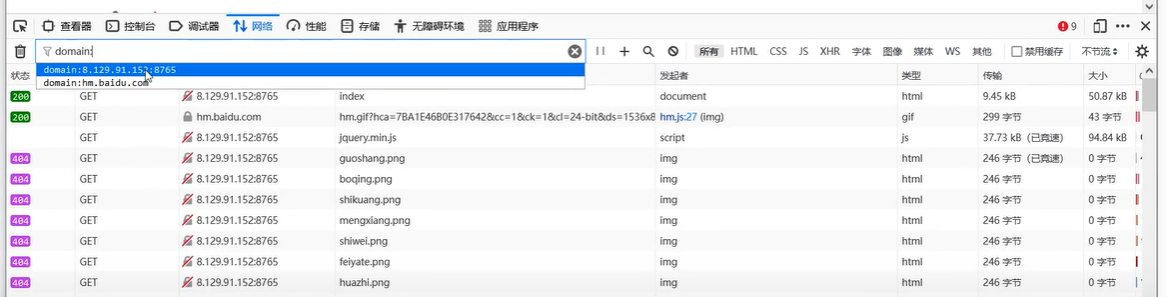 查看器 控制台 调试器 网络 性能 存储 无障碍环境 应用程序 9
domain: 所有 HTML CSS JS XHR 字体 图像 媒体 WS 其他 禁用缓存 不节流
domain:8.129.91.152:8765
domain:hm.baidu.com
状态 发起者 类型 传输 大小
200 GET 8.129.91.152:8765 index document html 9.45 kB 50.87 kB
200 GET hm.baidu.com hm.gif?hca=7BA1E46B0E317642&cc=1&ck=1&cl=24-bit&ds=1536x8 hm.js:27 (img) gif 299 字节 43 字节
GET 8.129.91.152:8765 jquery.min.js script js 37.73 kB (已竞速) 94.84 kB
404 GET 8.129.91.152:8765 guoshang.png img html 246 字节 (已竞速) 0 字节
404 GET 8.129.91.152:8765 boqing.png img html 246 字节 0 字节
404 GET 8.129.91.152:8765 shikuang.png img html 246 字节 0 字节
404 GET 8.129.91.152:8765 mengxiang.png img html 246 字节 0 字节
404 GET 8.129.91.152:8765 shiwei.png img html 246 字节 0 字节
404 GET 8.129.91.152:8765 feiyate.png img html 246 字节 0 字节
404 GET 8.129.91.152:8765 huazhi.png img html 246 字节 0 字节